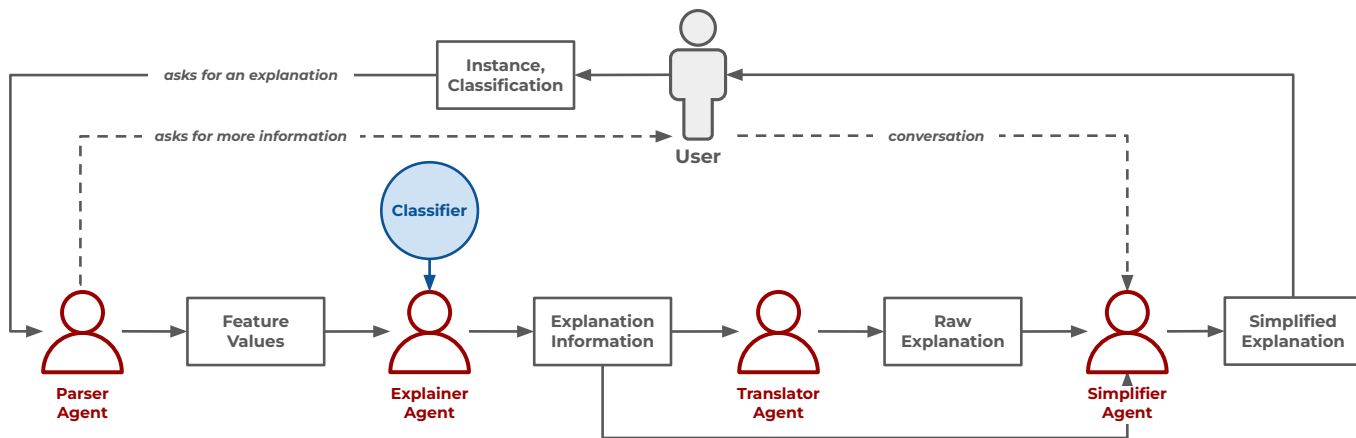 Instance,
Classification
asks for an explanation
asks for more information
conversation
User
Classifier
Feature
Values
Explanation
Information
Raw
Explanation
Simplified
Explanation
Parser
Agent
Explainer
Agent
Translator
Agent
Simplifier
Agent